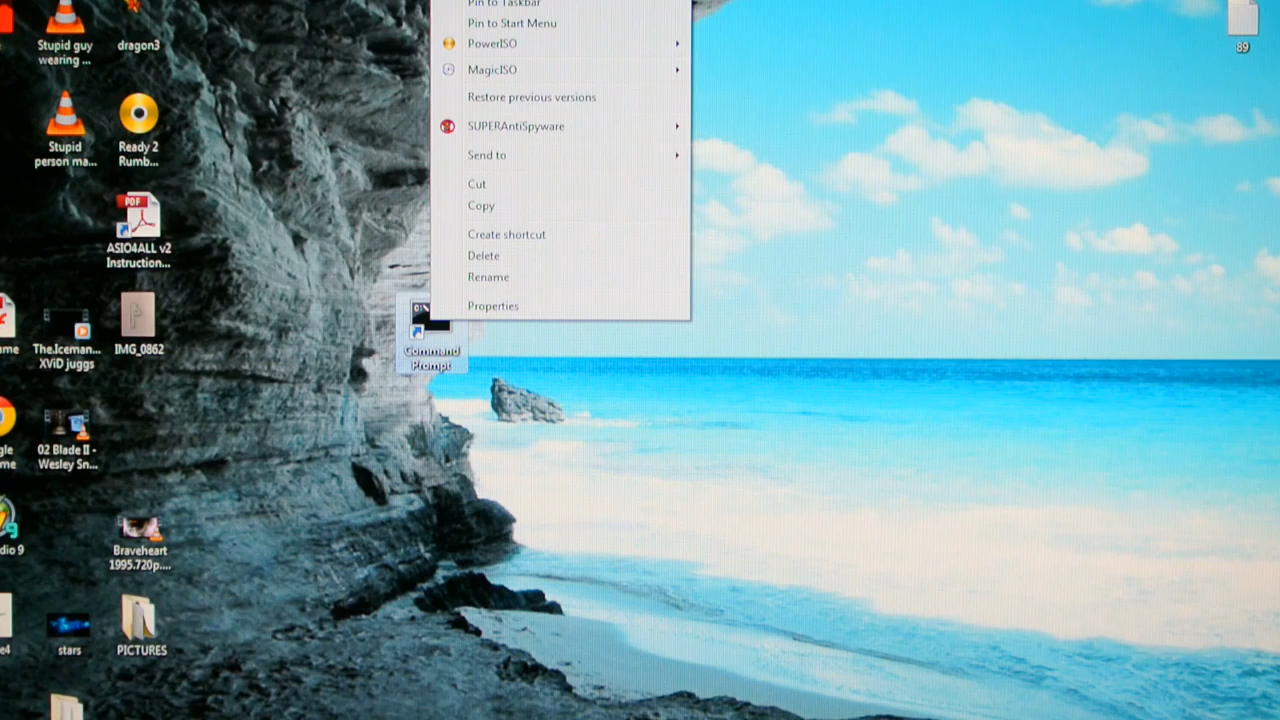 Pin to Taskbar
Pin to Start Menu
PowerISO
MagicISO
Restore previous versions
SUPERAntiSpyware
Send to
Cut
Copy
Create shortcut
Delete
Rename
Properties
Command
Prompt
Stupid guy
wearing ...
dragon3
Stupid
person ma...
Ready 2
Rumb...
PDF
ASIO4ALL v2
Instruction...
The.Iceman...
XViD juggs
IMG_0862
02 Blade II -
Wesley Sn...
Braveheart
1995.720p....
stars
PICTURES
89